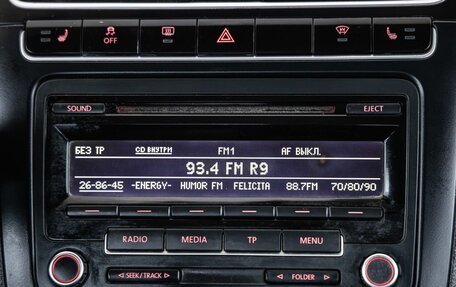 OFF
SOUND
EJECT
БЕЗ ТР CD ВНУТРИ FM1 AF ВЫКЛ.
93.4 FM R9
26-86-45 -ENERGY- HUMOR FM FELICITA 88.7FM 70/80/90
RADIO MEDIA TP MENU
SEEK/TRACK FOLDER